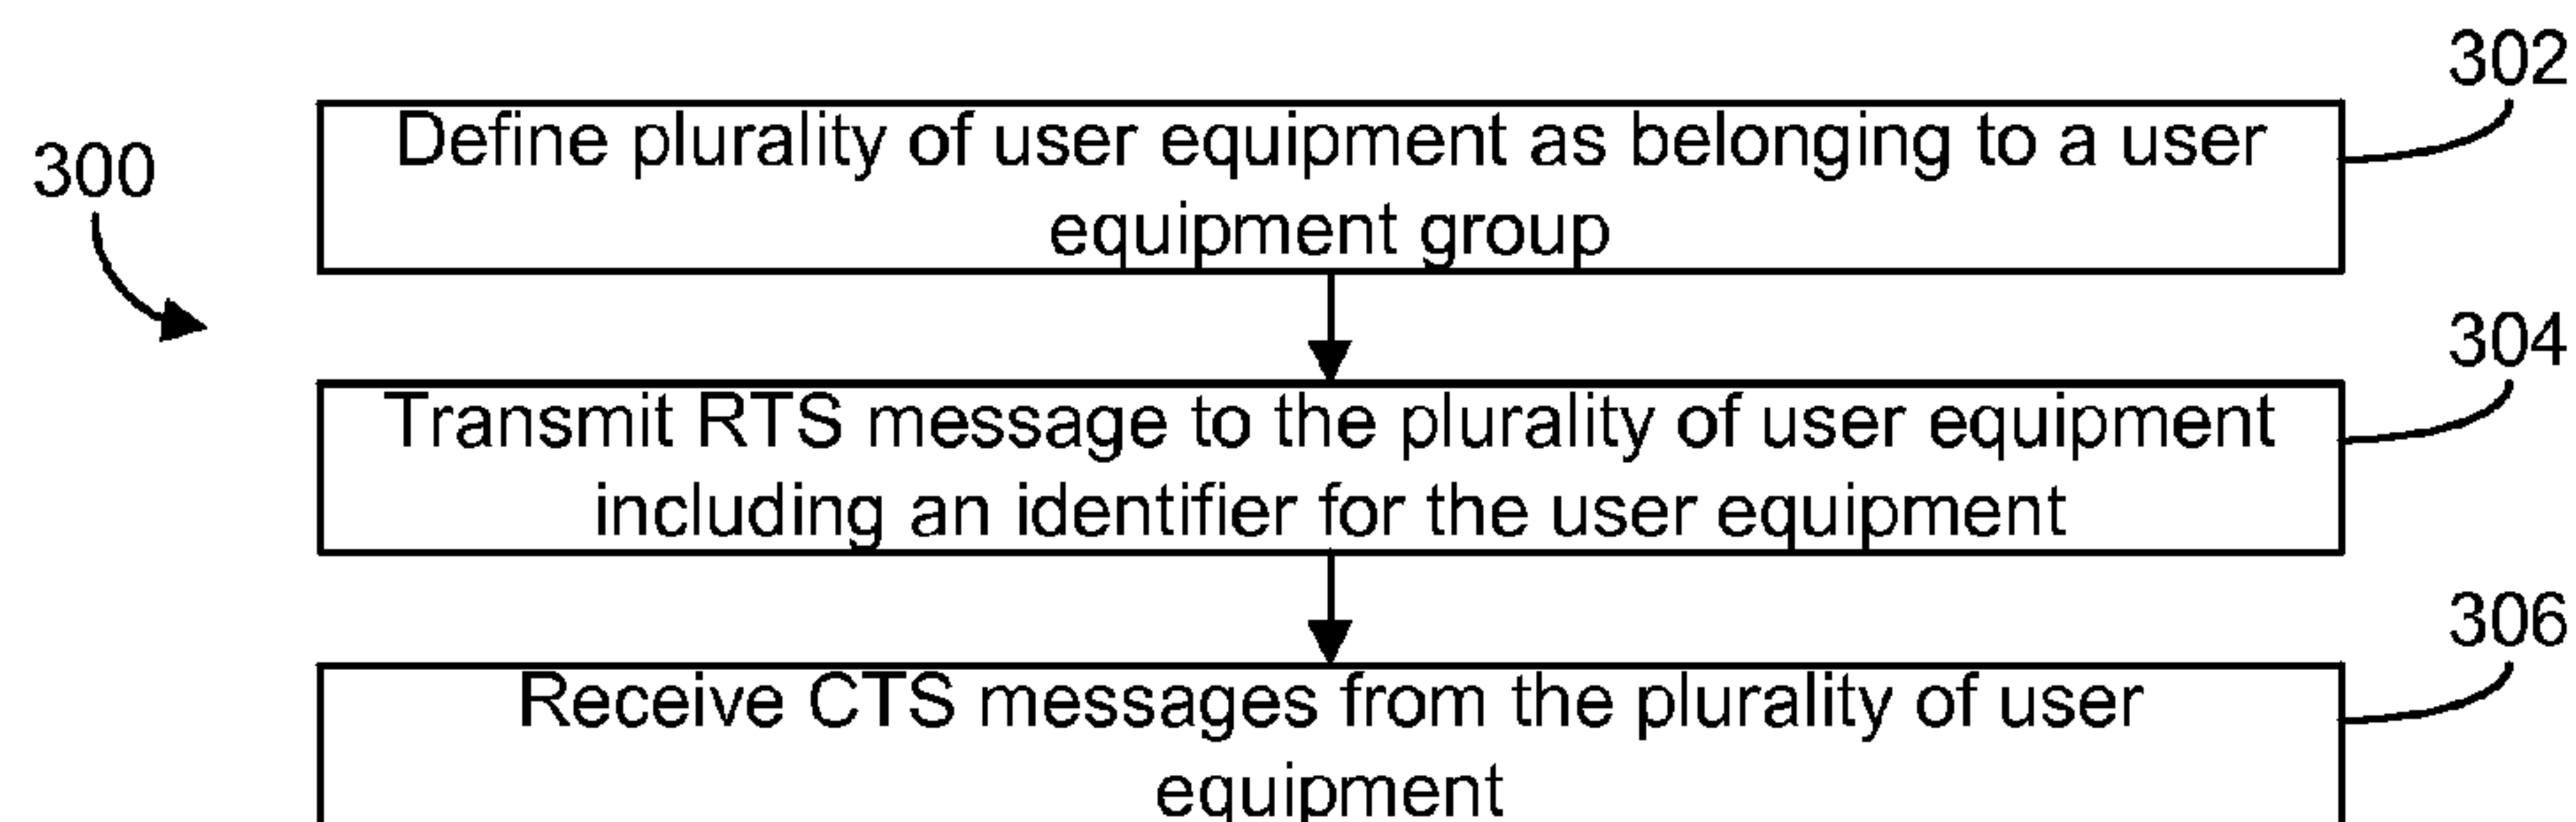 302
Define plurality of user equipment as belonging to a user
equipment group
300
304
Transmit RTS message to the plurality of user equipment
including an identifier for the user equipment
306
Receive CTS messages from the plurality of user
equipment